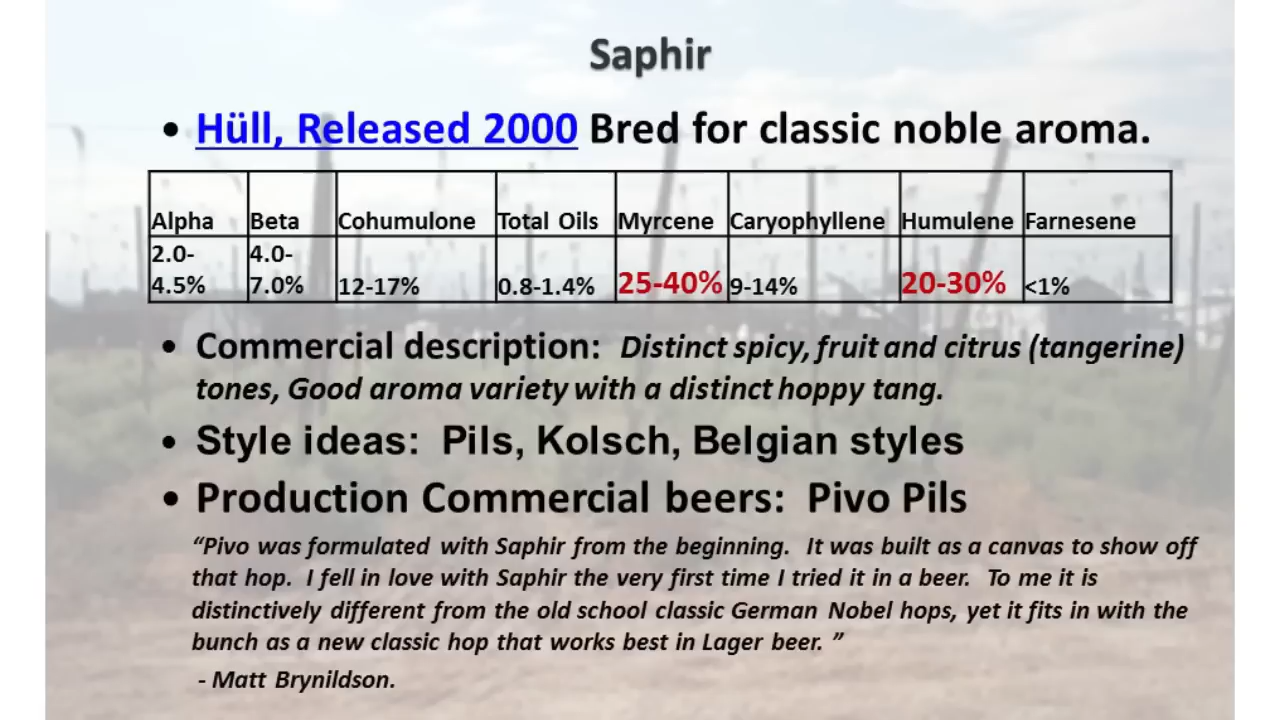 Saphir
• Hüll, Released 2000 Bred for classic noble aroma.
Alpha Beta Cohumulone Total Oils Myrcene Caryophyllene Humulene Farnesene
2.0-4.5% 4.0-7.0% 12-17% 0.8-1.4% 25-40% 9-14% 20-30% <1%
• Commercial description: Distinct spicy, fruit and citrus (tangerine)
tones, Good aroma variety with a distinct hoppy tang.
• Style ideas: Pils, Kolsch, Belgian styles
• Production Commercial beers: Pivo Pils
“Pivo was formulated with Saphir from the beginning. It was built as a canvas to show off
that hop. I fell in love with Saphir the very first time I tried it in a beer. To me it is
distinctively different from the old school classic German Nobel hops, yet it fits in with the
bunch as a new classic hop that works best in Lager beer. ”
- Matt Brynildson.